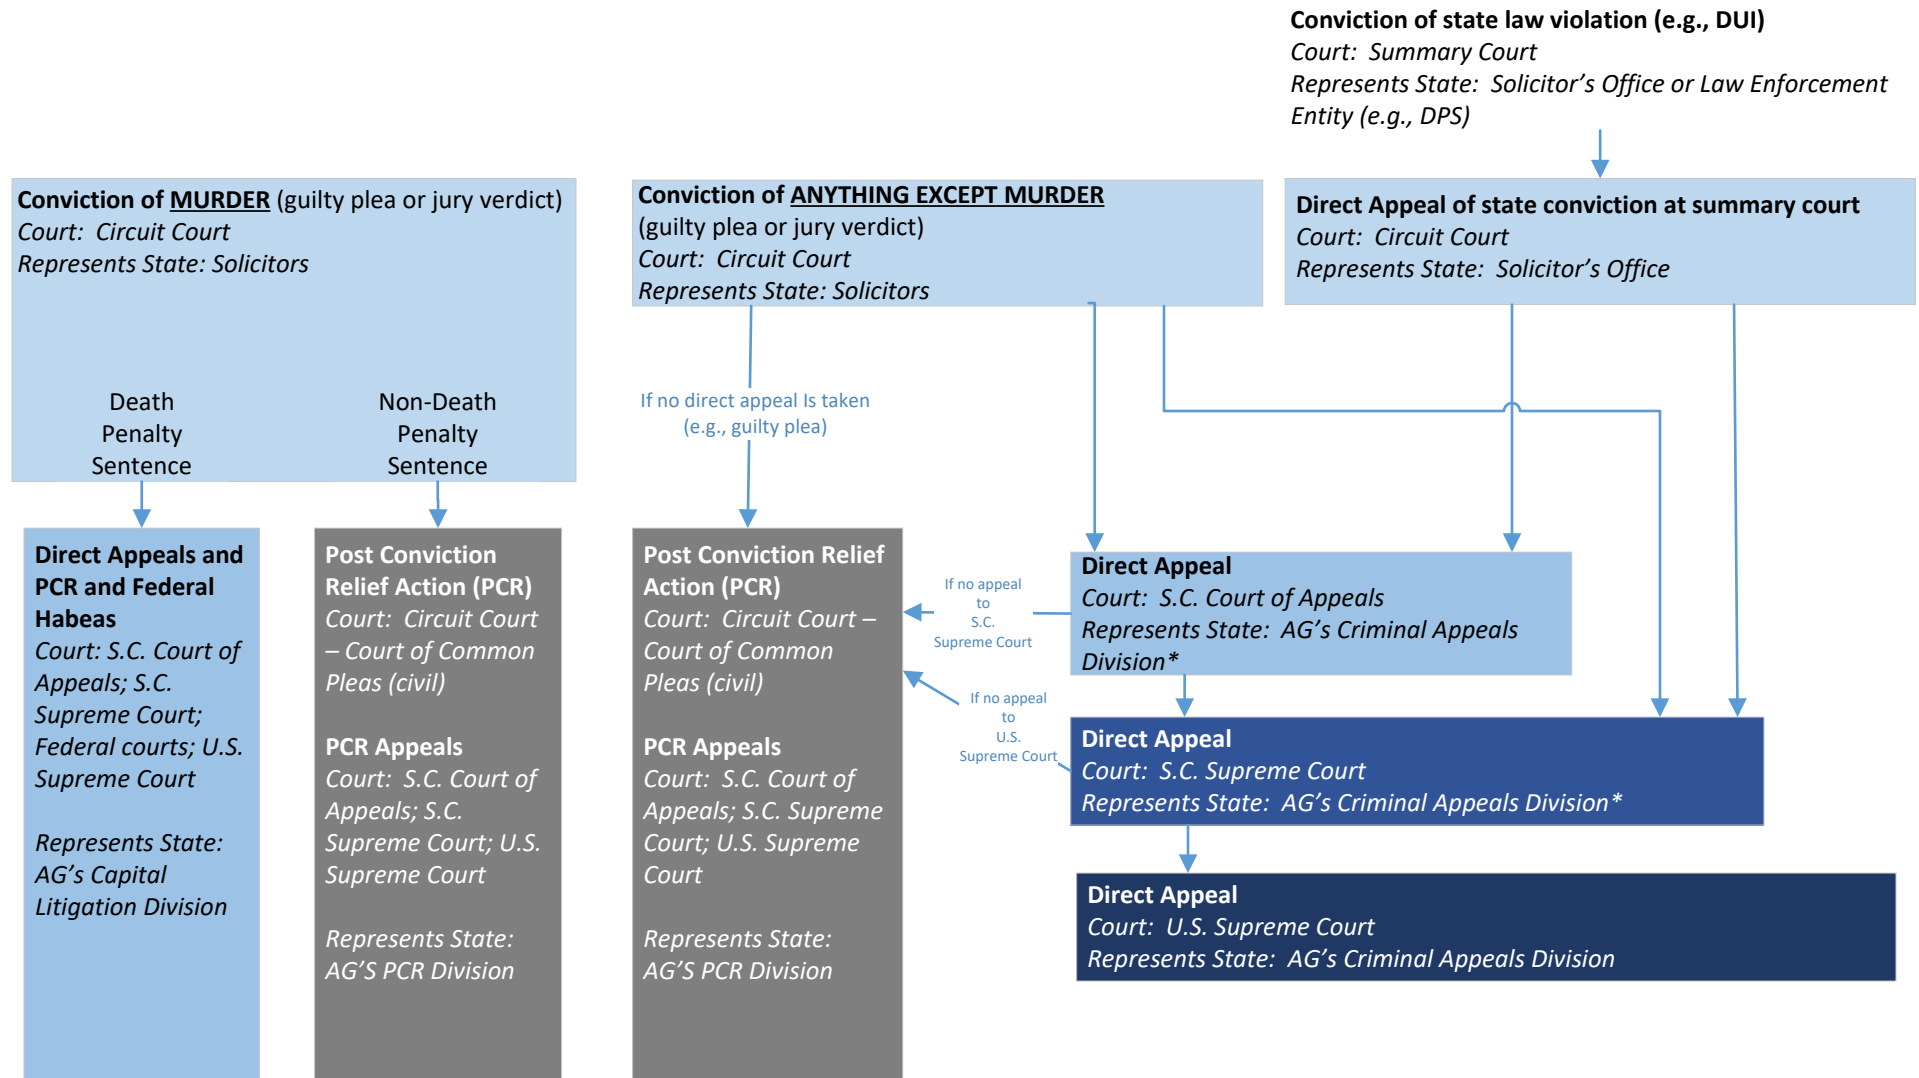 Conviction of state law violation (e.g., DUI)
Court:  Summary Court
Represents State:  Solicitor’s Office or Law Enforcement
Entity (e.g., DPS)
Conviction of MURDER (guilty plea or jury verdict)
Court:  Circuit Court
Represents State: Solicitors
Death
Penalty
Sentence
Non-Death
Penalty
Sentence
Conviction of ANYTHING EXCEPT MURDER
(guilty plea or jury verdict)
Court:  Circuit Court
Represents State: Solicitors
Direct Appeal of state conviction at summary court
Court:  Circuit Court
Represents State:  Solicitor’s Office
If no direct appeal Is taken
(e.g., guilty plea)
Direct Appeals and
PCR and Federal
Habeas
Court: S.C. Court of
Appeals; S.C.
Supreme Court;
Federal courts; U.S.
Supreme Court
Represents State:
AG’s Capital
Litigation Division
Post Conviction
Relief Action (PCR)
Court:  Circuit Court
– Court of Common
Pleas (civil)
PCR Appeals
Court:  S.C. Court of
Appeals; S.C.
Supreme Court; U.S.
Supreme Court
Represents State:
AG’S PCR Division
Post Conviction Relief
Action (PCR)
Court:  Circuit Court –
Court of Common
Pleas (civil)
PCR Appeals
Court:  S.C. Court of
Appeals; S.C. Supreme
Court; U.S. Supreme
Court
Represents State:
AG’S PCR Division
If no appeal
to
S.C.
Supreme Court
If no appeal
to
U.S.
Supreme Court
Direct Appeal
Court:  S.C. Court of Appeals
Represents State:  AG’s Criminal Appeals
Division*
Direct Appeal
Court:  S.C. Supreme Court
Represents State:  AG’s Criminal Appeals Division*
Direct Appeal
Court:  U.S. Supreme Court
Represents State:  AG’s Criminal Appeals Division